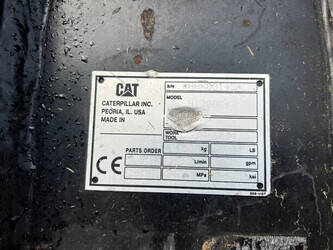 CAT
CATERPILLAR INC.
PEORIA, IL. USA
MADE IN
S/N
MODEL
WORK TOOL
PARTS ORDER
kg LB
L/min gpm
MPa ksi
CE